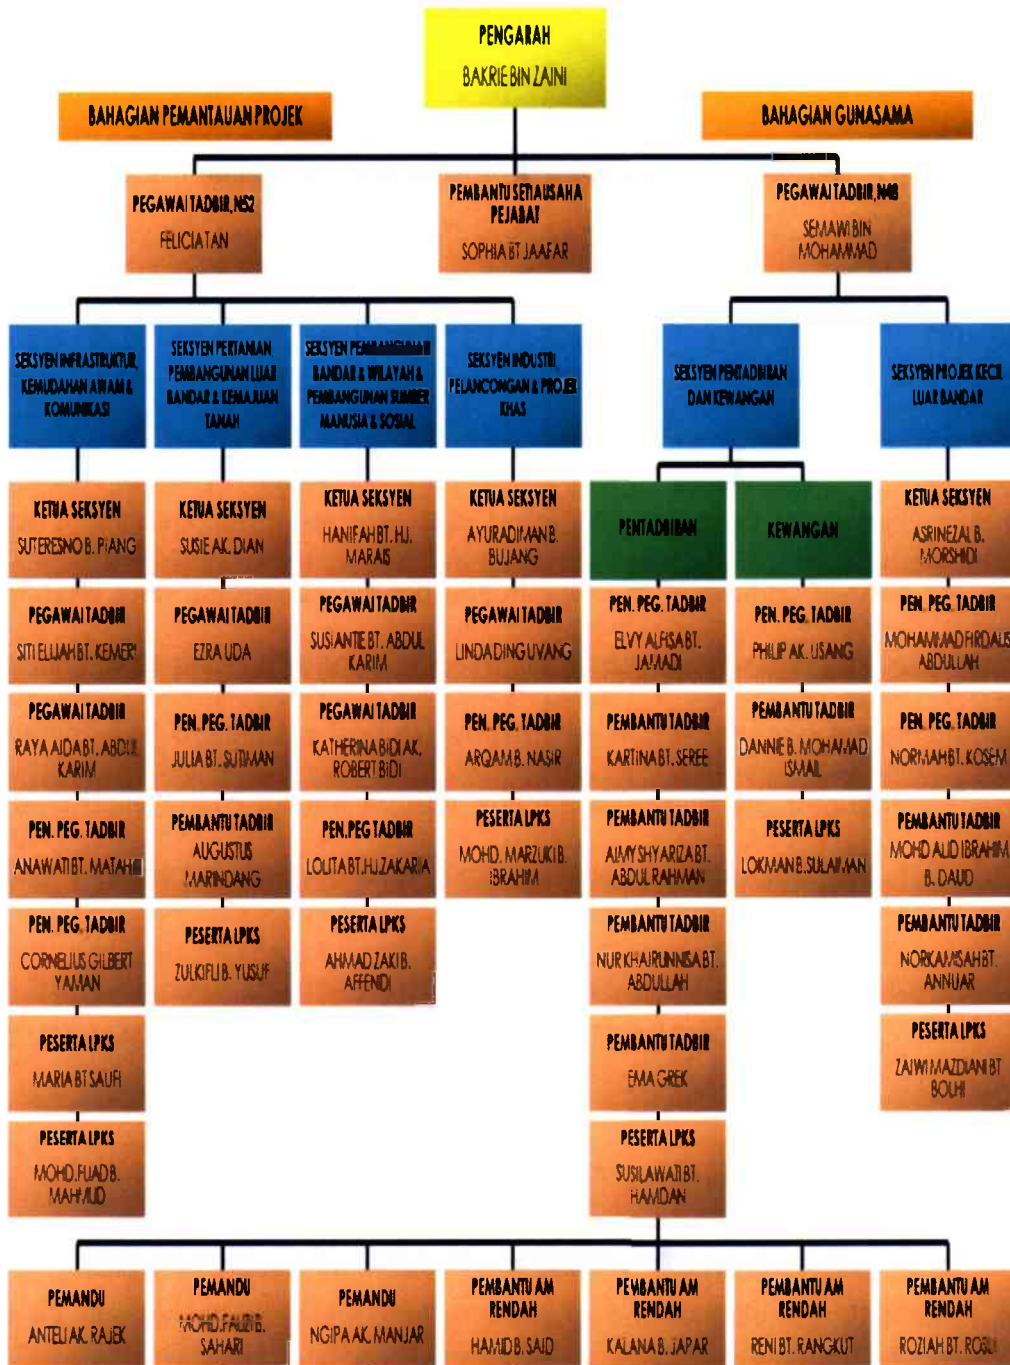 PENGARAH
BAKRIE BIN ZAINI
BAHAGIAN PEMANTAUAN PROJEK
BAHAGIAN GUNASAMA
PEGAWAI TADBIR, N52
FELICIA TAN
PEMBANTU SETIAUSAHA
PEJABAT
SOPHIA BT JAAFAR
PEGAWAI TADBIR, N48
SEMAWI BIN
MOHAMMAD
SEKSYEN INFRASTRUKTUR,
KEMUDAHAN AWAM &
KOMUNIKASI
SEKSYEN PERTANIAN,
PEMBANGUNAN LUAR
BANDAR & KEMAJUAN
TANAH
SEKSYEN PEMBANGUNAN
BANDAR & WILAYAH &
PEMBANGUNAN SUMBER
MANUSIA & SOSIAL
SEKSYEN INDUSTRI,
PELANCONGAN & PROJEK
KHAS
SEKSYEN PENTADBIRAN
DAN KEWANGAN
SEKSYEN PROJEK KECIL
LUAR BANDAR
KETUA SEKSYEN
SUTERESNO B. PIANG
KETUA SEKSYEN
SUSIE AK. DIAN
KETUA SEKSYEN
HANIFAH BT. HJ.
MARAIS
KETUA SEKSYEN
AYURADIMAN B.
BUJANG
PENTADBIRAN
KEWANGAN
KETUA SEKSYEN
ASRINEZAL B.
MORSHIDI
PEGAWAI TADBIR
SITI ELIJAH BT. KEMERI
PEGAWAI TADBIR
EZRA UDA
PEGAWAI TADBIR
SUSIANTIE BT. ABDUL
KARIM
PEGAWAI TADBIR
LINDA DING UVANG
PEN. PEG. TADBIR
ELVY ALFISA BT.
JAMADI
PEN. PEG. TADBIR
PHILIP AK. USANG
PEN. PEG. TADBIR
MOHAMMAD FIRDAUS
ABDULLAH
PEGAWAI TADBIR
RAYA AIDA BT. ABDUL
KARIM
PEN. PEG. TADBIR
JULIA BT. SUTIMAN
PEGAWAI TADBIR
KATHERINA BIDI AK.
ROBERT BIDI
PEN. PEG. TADBIR
ARQAM B. NASIR
PEMBANTU TADBIR
KARTINA BT. SEREE
PEMBANTU TADBIR
DANNIE B. MOHAMAD
ISMAIL
PEN. PEG. TADBIR
NORMAH BT. KOSEM
PEN. PEG. TADBIR
ANAWATI BT.
PEMBANTU TADBIR
AUGUSTUS
MARINDANG
PEN.PEG TADBIR
LOLITA BT.HJ.ZAKARIA
PESERTA LPKS
MOHD. MARZUKI B.
IBRAHIM
PEMBANTU TADBIR
AIMY SHYARIZA BT.
ABDUL RAHMAN
PESERTA LPKS
LOKMAN B.SULAIMAN
PEMBANTU TADBIR
MOHD ALID IBRAHIM
B. DAUD
PEN. PEG. TADBIR
CORNELIUS GILBERT
YAMAN
PESERTA LPKS
ZULKIFLI B. YUSUF
PESERTA LPKS
AHMAD ZAKI B.
AFFENDI
PEMBANTU TADBIR
NUR KHAIRUNNISA BT.
ABDULLAH
PEMBANTU TADBIR
NORKAMSAH BT.
ANNUAR
PESERTA LPKS
MARIA BT SAUFI
PEMBANTU TADBIR
EMA GREK
PESERTA LPKS
ZAIWI MAZDIANI BT
BOLHI
PESERTA LPKS
MOHD. FUAD B.
MAHMUD
PESERTA LPKS
SUSILAWATI BT.
HAMDAN
PEMANDU
ANTELI AK. RAJEK
PEMANDU
MOHD.FAUZI B.
SAHARI
PEMANDU
NGIPA AK. MANJAR
PEMBANTU AM
RENDAH
HAMID B. SAID
PEMBANTU AM
RENDAH
KALANA B. JAPAR
PEMBANTU AM
RENDAH
RENI BT. RANGKUT
PEMBANTU AM
RENDAH
ROZIAH BT.